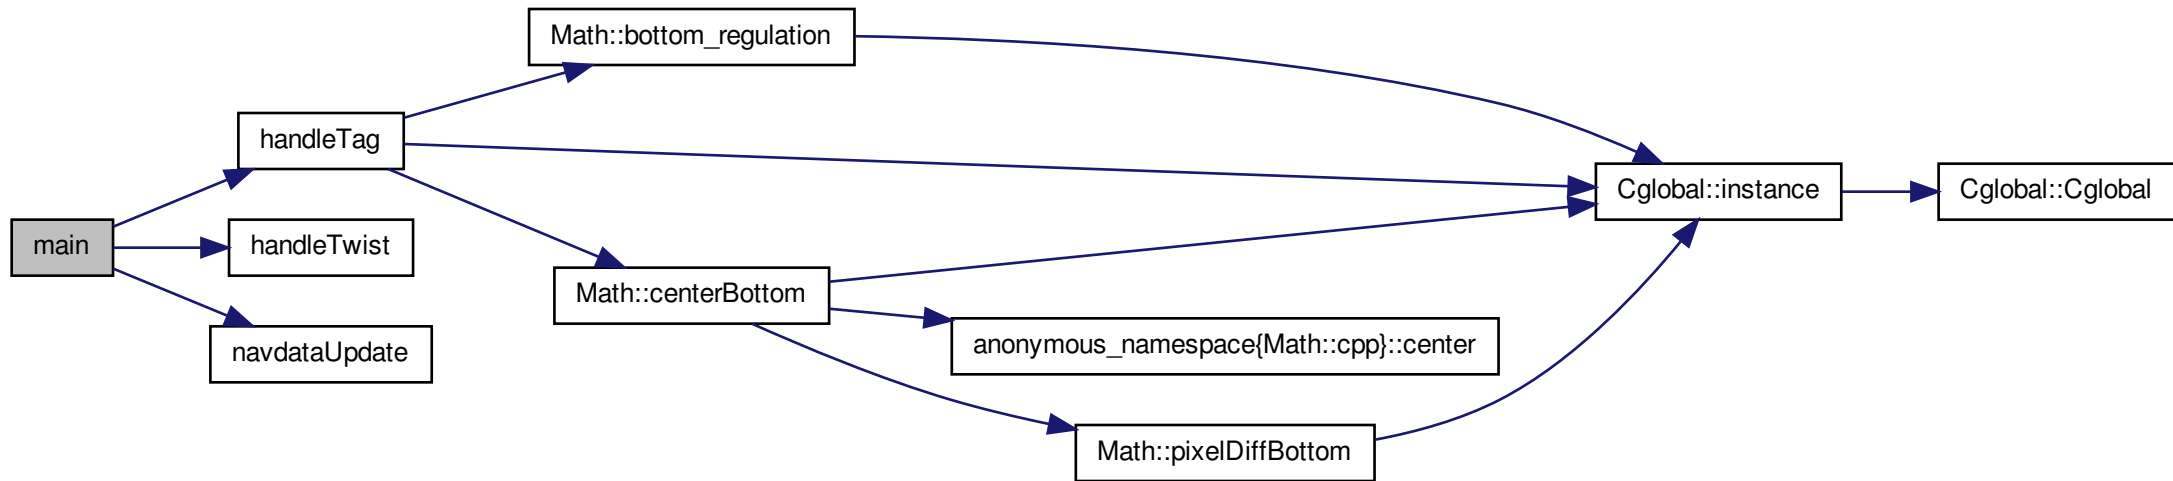 Math::bottom_regulation
handleTag
Cglobal::instance
Cglobal::Cglobal
main
handleTwist
Math::centerBottom
navdataUpdate
anonymous_namespace{Math::cpp}::center
Math::pixelDiffBottom